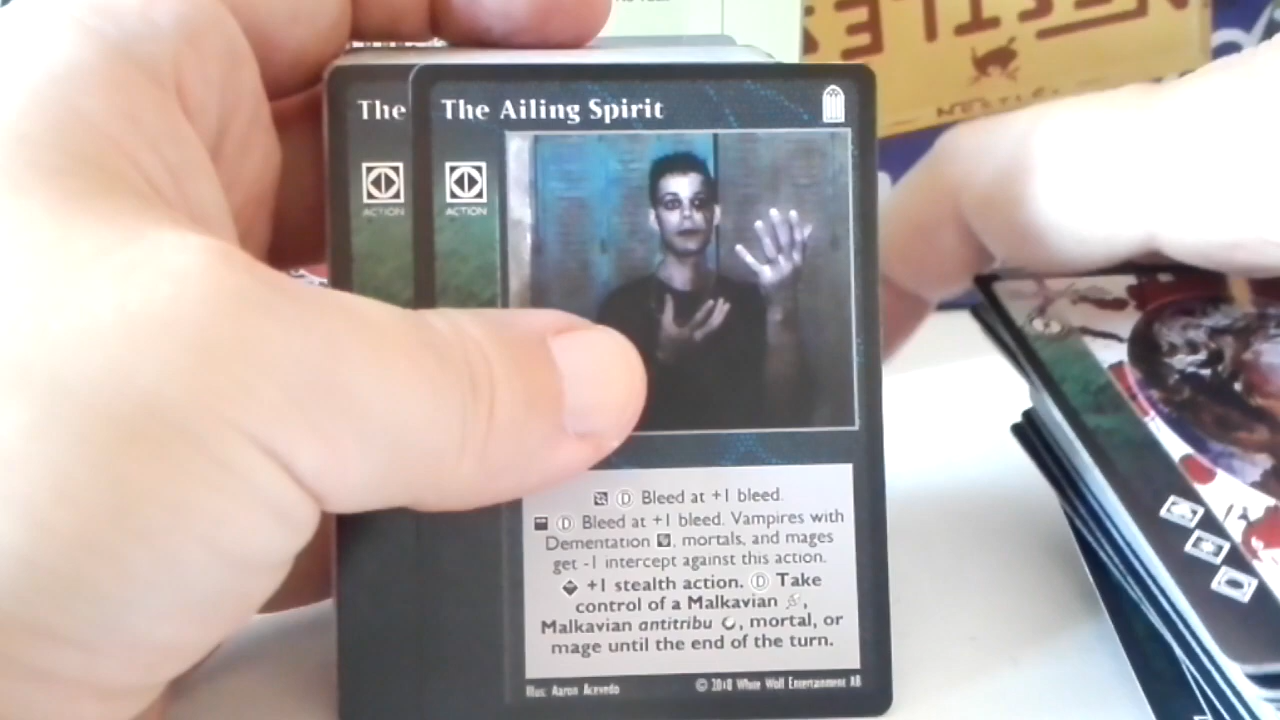 The
The Ailing Spirit
ACTION
ACTION
Bleed at +1 bleed.
Bleed at +1 bleed. Vampires with
Dementation , mortals, and mages
get -1 intercept against this action.
+1 stealth action. Ⓓ Take
control of a Malkavian ,
Malkavian antitribu , mortal, or
mage until the end of the turn.
Illus: Aaron Acevedo
© 2018 White Wolf Entertainment AB